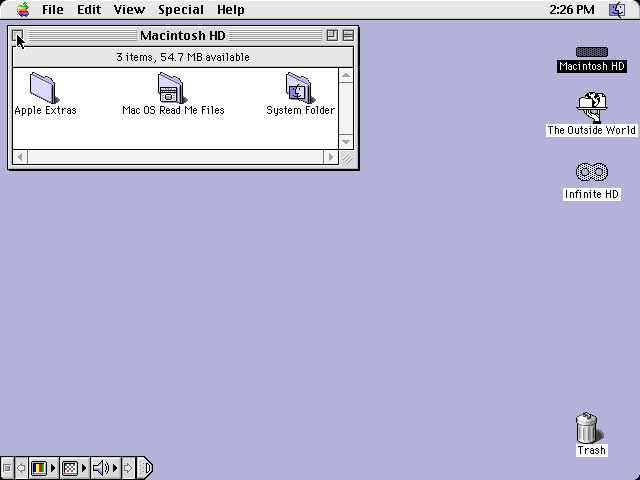 File Edit View Special Help 2:26 PM
Macintosh HD
3 items, 54.7 MB available
Apple Extras
Mac OS Read Me Files
System Folder
Macintosh HD
The Outside World
Infinite HD
Trash